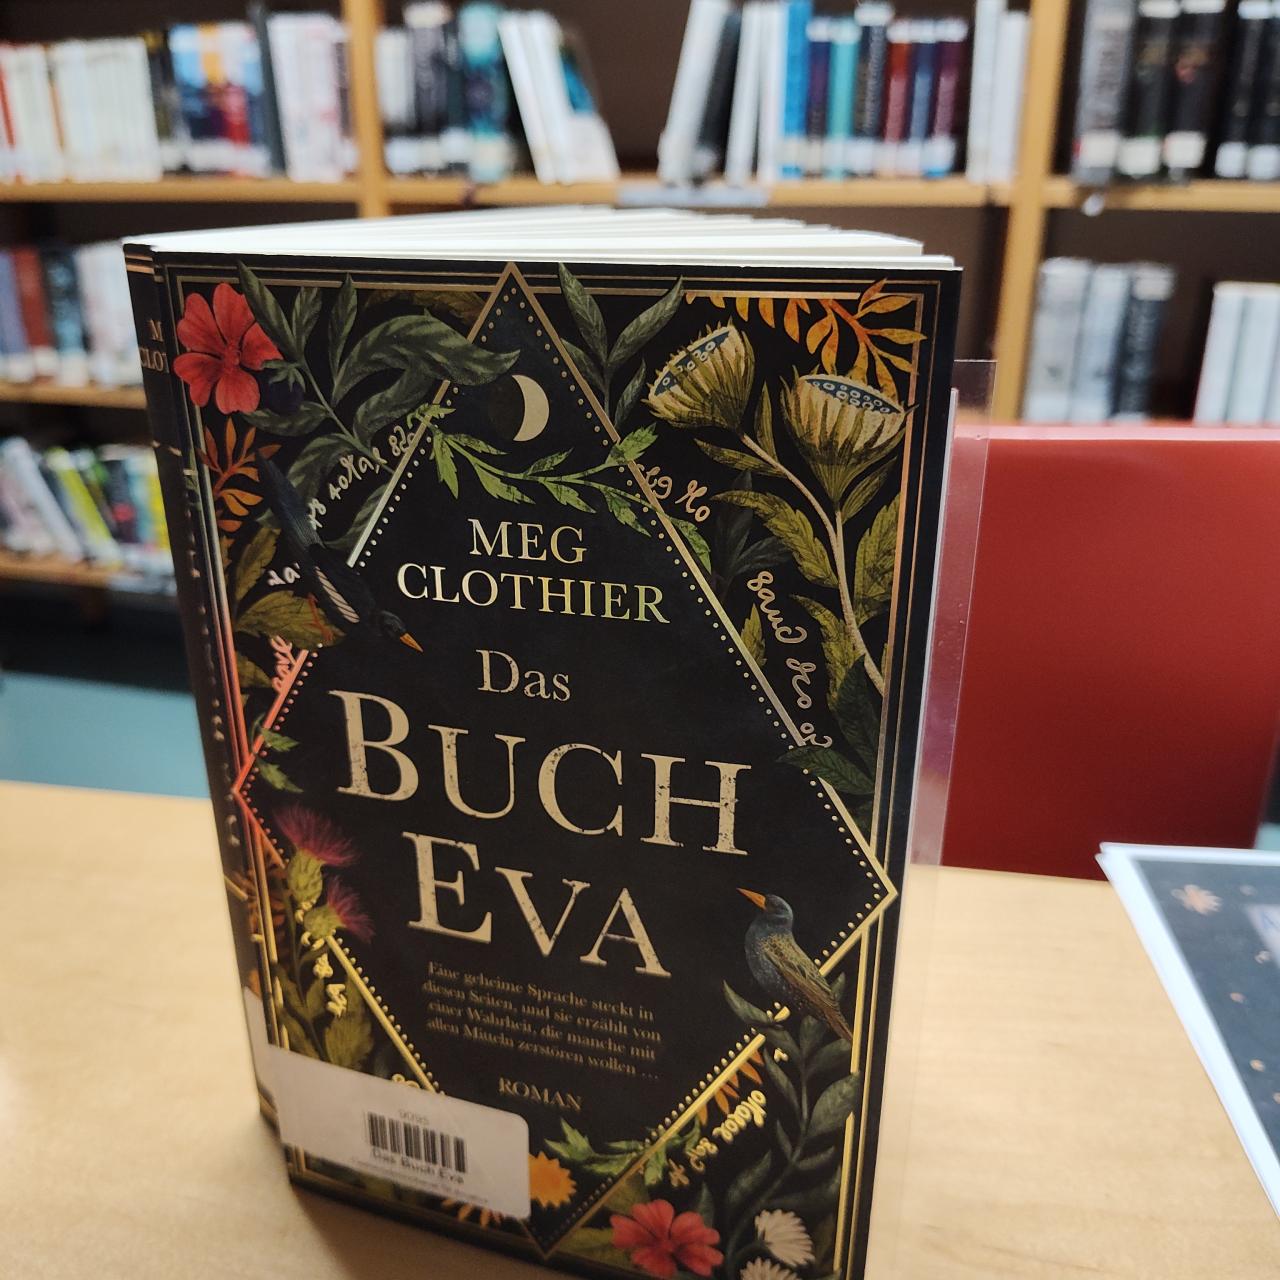 MEG
CLOTHIER
Das
BUCH
EVA
Eine geheime Sprache steckt in
diesen Seiten, und sie erzählt von
einer Wahrheit, die manche mit
allen Mitteln zerstören wollen ...
ROMAN
9095
Das Buch Eva